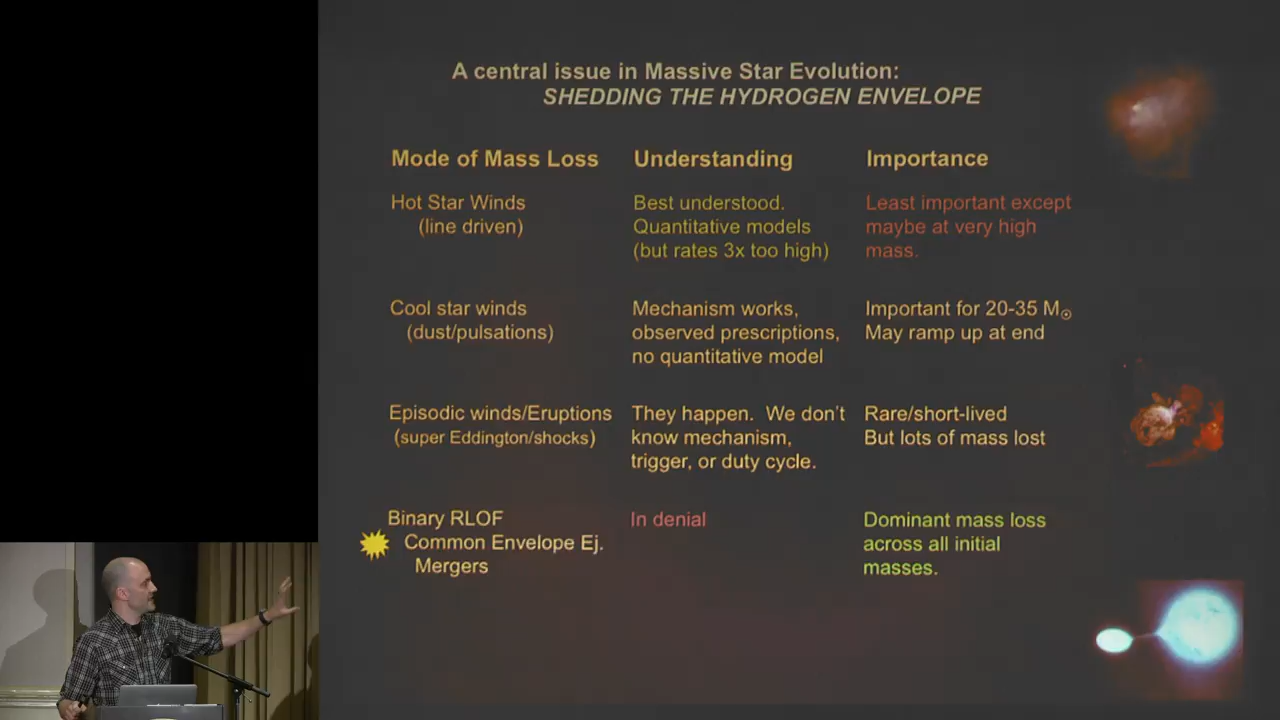 A central issue in Massive Star Evolution:
SHEDDING THE HYDROGEN ENVELOPE
Mode of Mass Loss
Understanding
Importance
Hot Star Winds
(line driven)
Best understood.
Quantitative models
(but rates 3x too high)
Least important except
maybe at very high
mass.
Cool star winds
(dust/pulsations)
Mechanism works,
observed prescriptions,
no quantitative model
Important for 20-35 M☉
May ramp up at end
Episodic winds/Eruptions
(super Eddington/shocks)
They happen.  We don't
know mechanism,
trigger, or duty cycle.
Rare/short-lived
But lots of mass lost
Binary RLOF
Common Envelope Ej.
Mergers
In denial
Dominant mass loss
across all initial
masses.